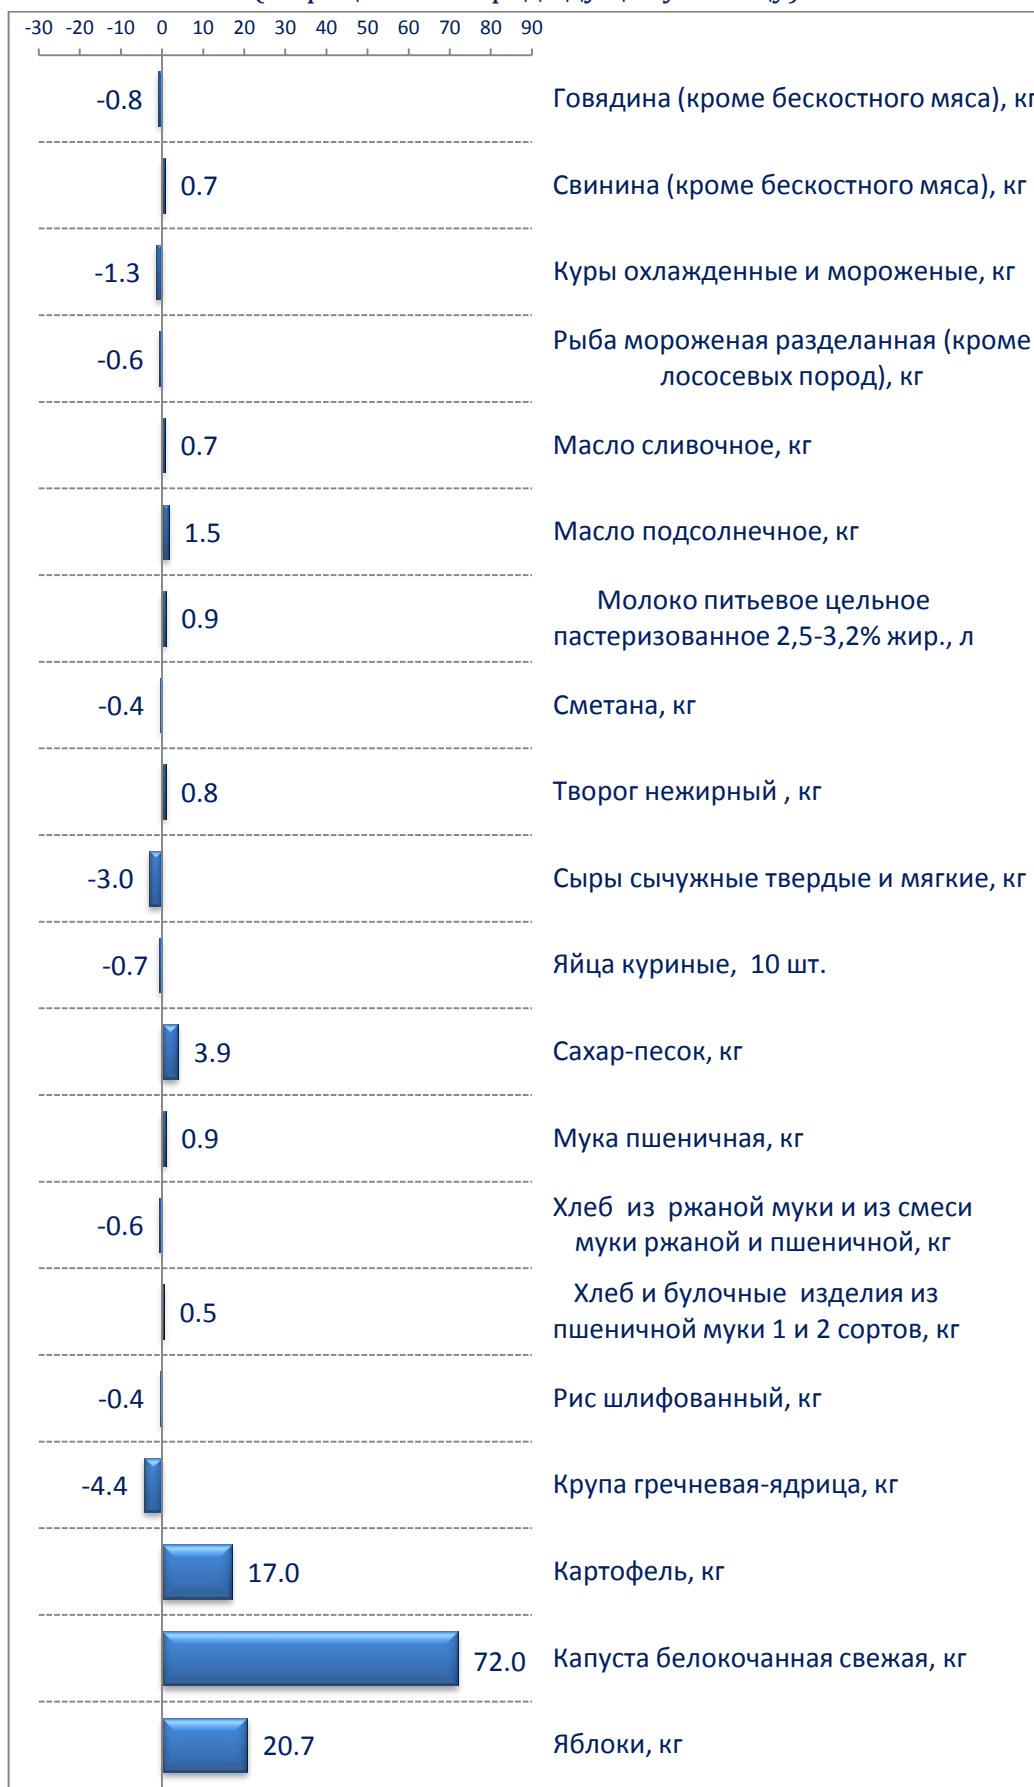 -30 -20 -10 0 10 20 30 40 50 60 70 80 90
-0.8 Говядина (кроме бескостного мяса), кг
0.7 Свинина (кроме бескостного мяса), кг
-1.3 Куры охлажденные и мороженые, кг
-0.6 Рыба мороженая разделанная (кроме
лососевых пород), кг
0.7 Масло сливочное, кг
1.5 Масло подсолнечное, кг
0.9 Молоко питьевое цельное
пастеризованное 2,5-3,2% жир., л
-0.4 Сметана, кг
0.8 Творог нежирный , кг
-3.0 Сыры сычужные твердые и мягкие, кг
-0.7 Яйца куриные, 10 шт.
3.9 Сахар-песок, кг
0.9 Мука пшеничная, кг
-0.6 Хлеб из ржаной муки и из смеси
муки ржаной и пшеничной, кг
0.5 Хлеб и булочные изделия из
пшеничной муки 1 и 2 сортов, кг
-0.4 Рис шлифованный, кг
-4.4 Крупа гречневая-ядрица, кг
17.0 Картофель, кг
72.0 Капуста белокочанная свежая, кг
20.7 Яблоки, кг